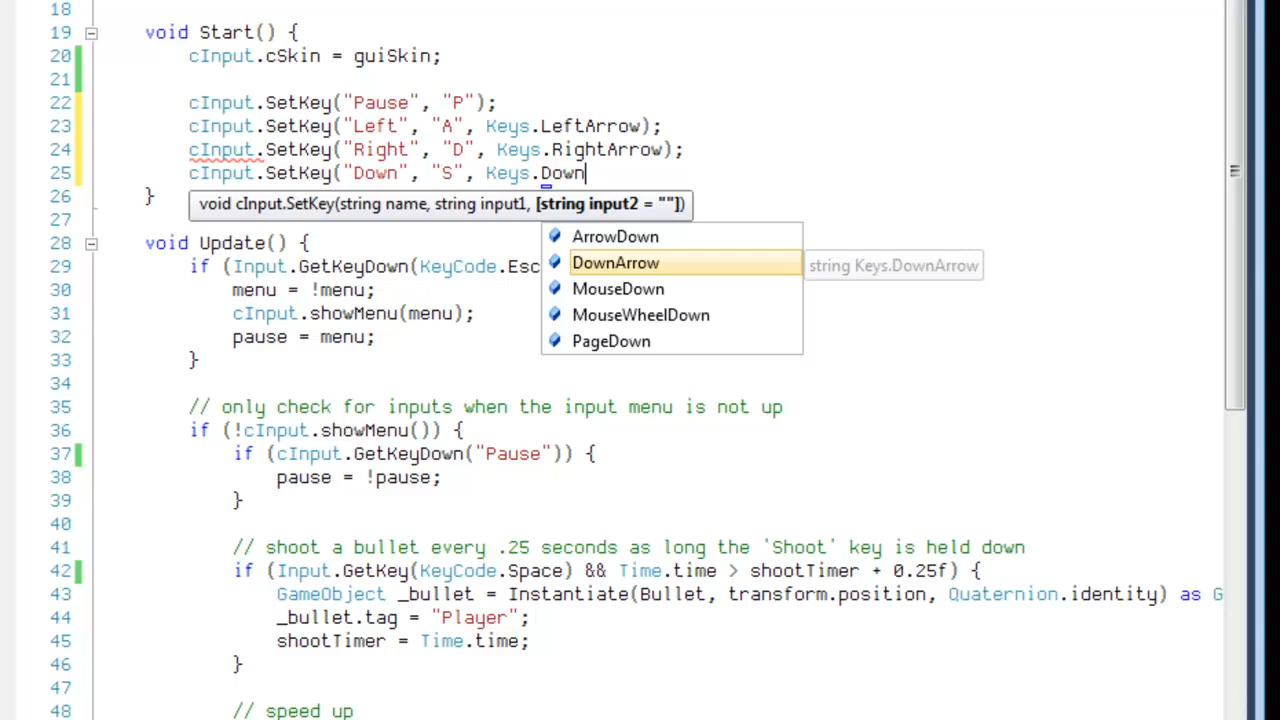 18
19 void Start() {
20 cInput.cSkin = guiSkin;
21
22 cInput.SetKey("Pause", "P");
23 cInput.SetKey("Left", "A", Keys.LeftArrow);
24 cInput.SetKey("Right", "D", Keys.RightArrow);
25 cInput.SetKey("Down", "S", Keys.Down
26 }
void cInput.SetKey(string name, string input1, [string input2 = ""])
27
ArrowDown
28 void Update() {
DownArrow
string Keys.DownArrow
29 if (Input.GetKeyDown(KeyCode.Esc
MouseDown
30 menu = !menu;
31 cInput.showMenu(menu);
MouseWheelDown
32 pause = menu;
PageDown
33 }
34
35 // only check for inputs when the input menu is not up
36 if (!cInput.showMenu()) {
37 if (cInput.GetKeyDown("Pause")) {
38 pause = !pause;
39 }
40
41 // shoot a bullet every .25 seconds as long the 'Shoot' key is held down
42 if (Input.GetKey(KeyCode.Space) && Time.time > shootTimer + 0.25f) {
43 GameObject _bullet = Instantiate(Bullet, transform.position, Quaternion.identity) as G
44 _bullet.tag = "Player";
45 shootTimer = Time.time;
46 }
47
48 // speed up